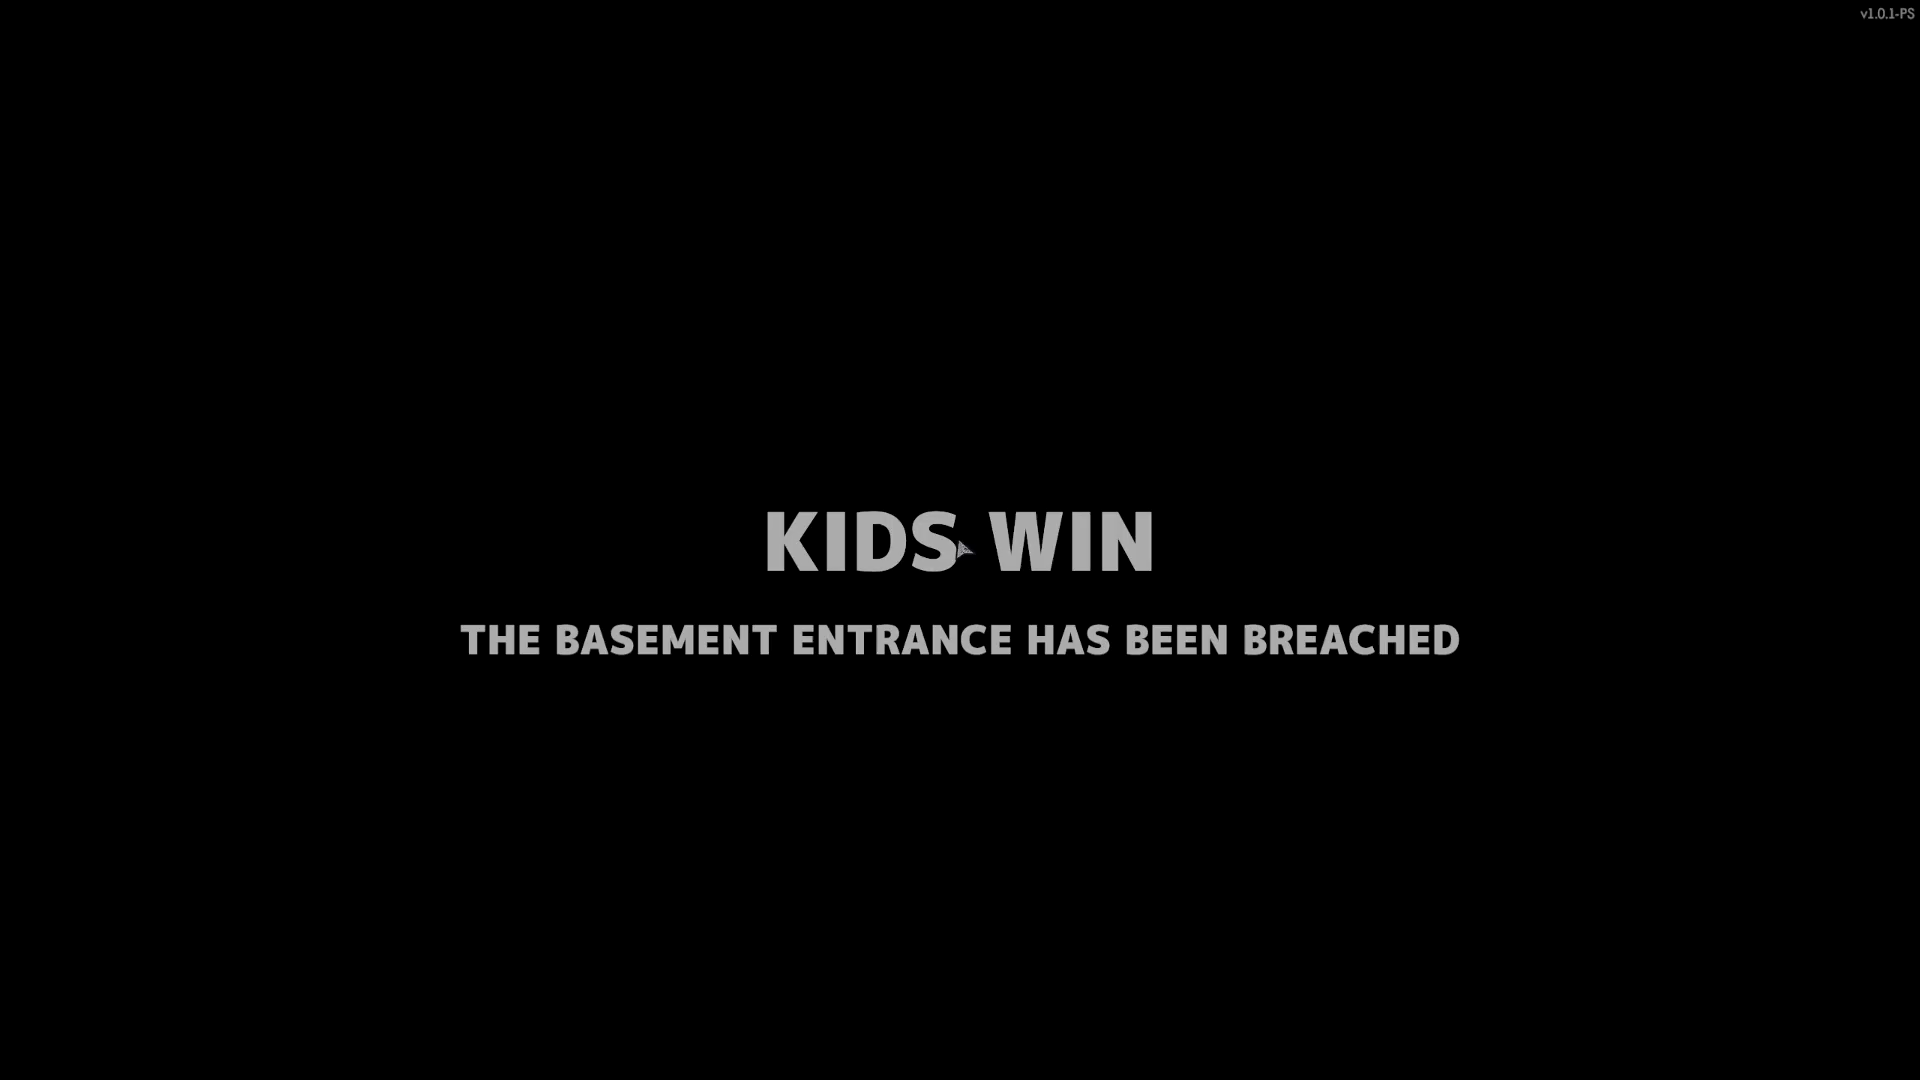 v1.0.1-PS
KIDS WIN
THE BASEMENT ENTRANCE HAS BEEN BREACHED